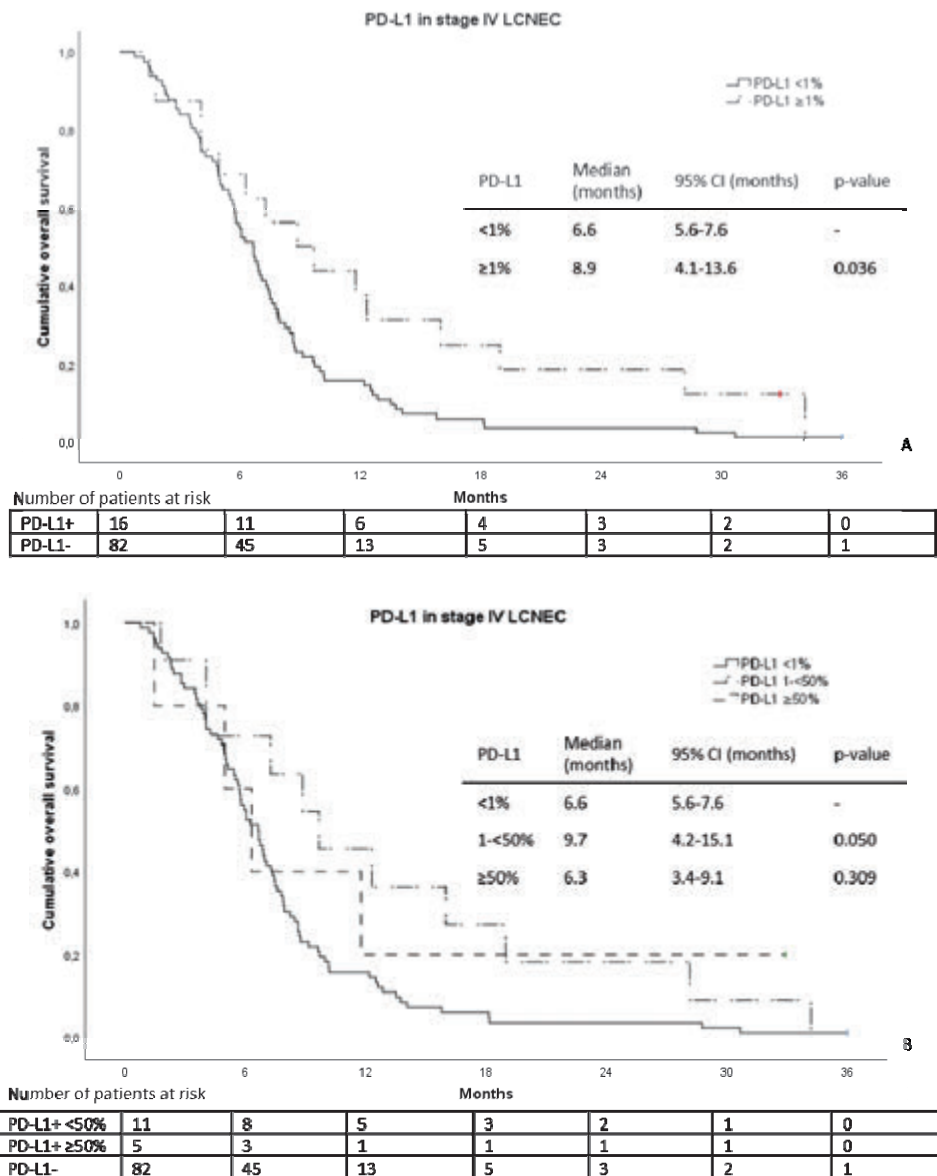 PD-L1 in stage IV LCNEC
Cumulative overall survival
1,0
0,8
0,6
0,4
0,2
0,0
PD-L1 <1%
PD-L1 ≥1%
PD-L1 Median (months) 95% CI (months) p-value
<1% 6.6 5.6-7.6 -
≥1% 8.9 4.1-13.6 0.036
A
0 6 12 18 24 30 36
Number of patients at risk Months
PD-L1+ 16 11 6 4 3 2 0
PD-L1- 82 45 13 5 3 2 1
PD-L1 in stage IV LCNEC
Cumulative overall survival
1,0
0,8
0,6
0,4
0,2
0,0
PD-L1 <1%
PD-L1 1-<50%
PD-L1 ≥50%
PD-L1 Median (months) 95% CI (months) p-value
<1% 6.6 5.6-7.6 -
1-<50% 9.7 4.2-15.1 0.050
≥50% 6.3 3.4-9.1 0.309
B
0 6 12 18 24 30 36
Number of patients at risk Months
PD-L1+ <50% 11 8 5 3 2 1 0
PD-L1+ ≥50% 5 3 1 1 1 1 0
PD-L1- 82 45 13 5 3 2 1